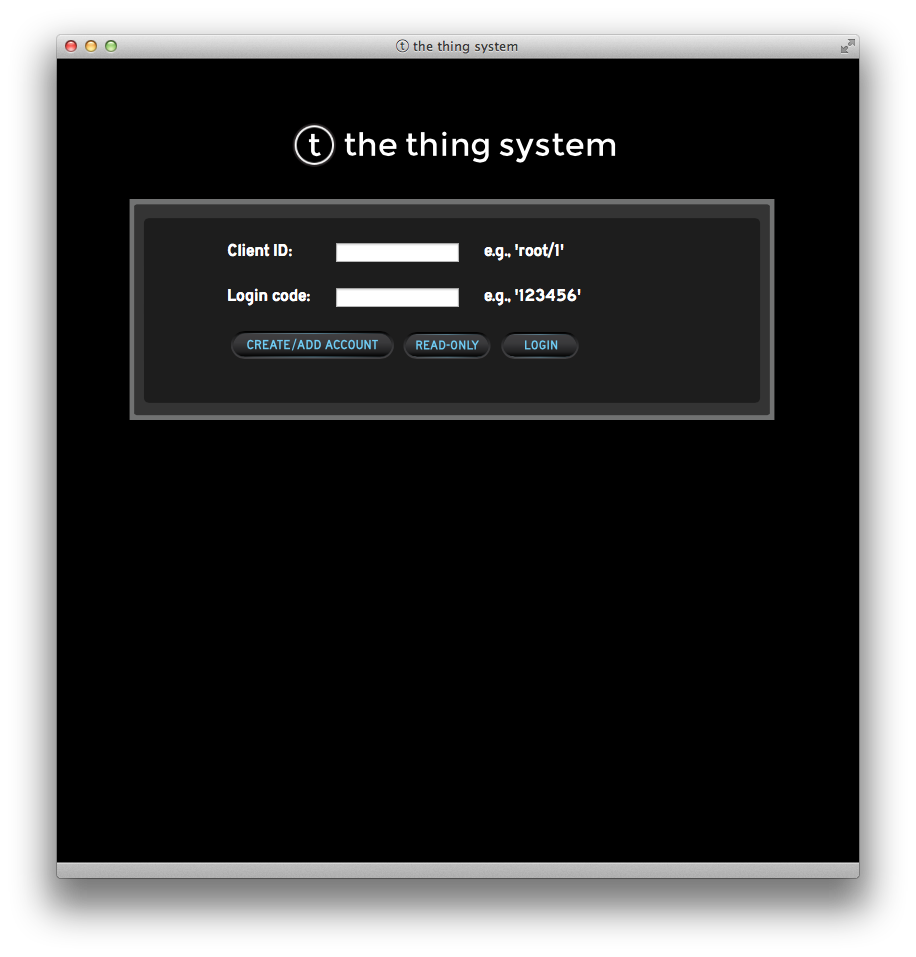 t the thing system
t the thing system
Client ID: e.g., 'root/1'
Login code: e.g., '123456'
CREATE/ADD ACCOUNT READ-ONLY LOGIN